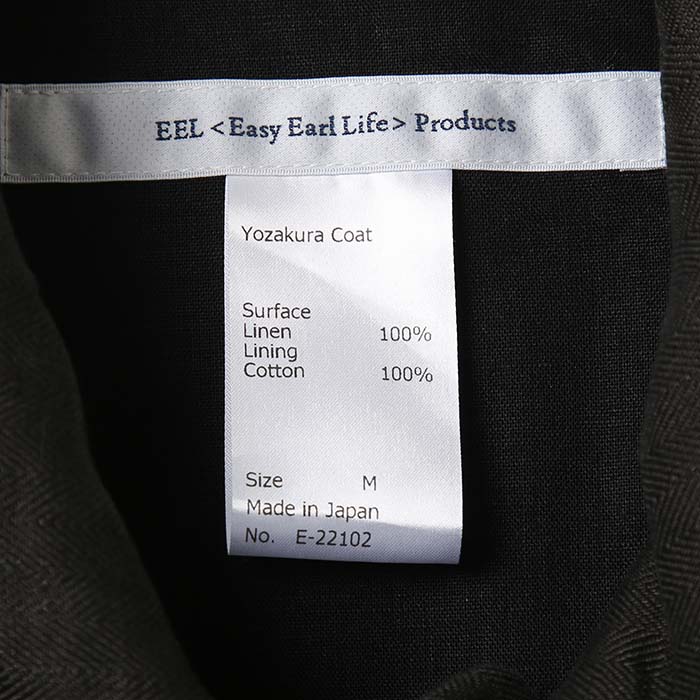 EEL <Easy Earl Life> Products
Yozakura Coat
Surface
Linen 100%
Lining
Cotton 100%
Size M
Made in Japan
No. E-22102